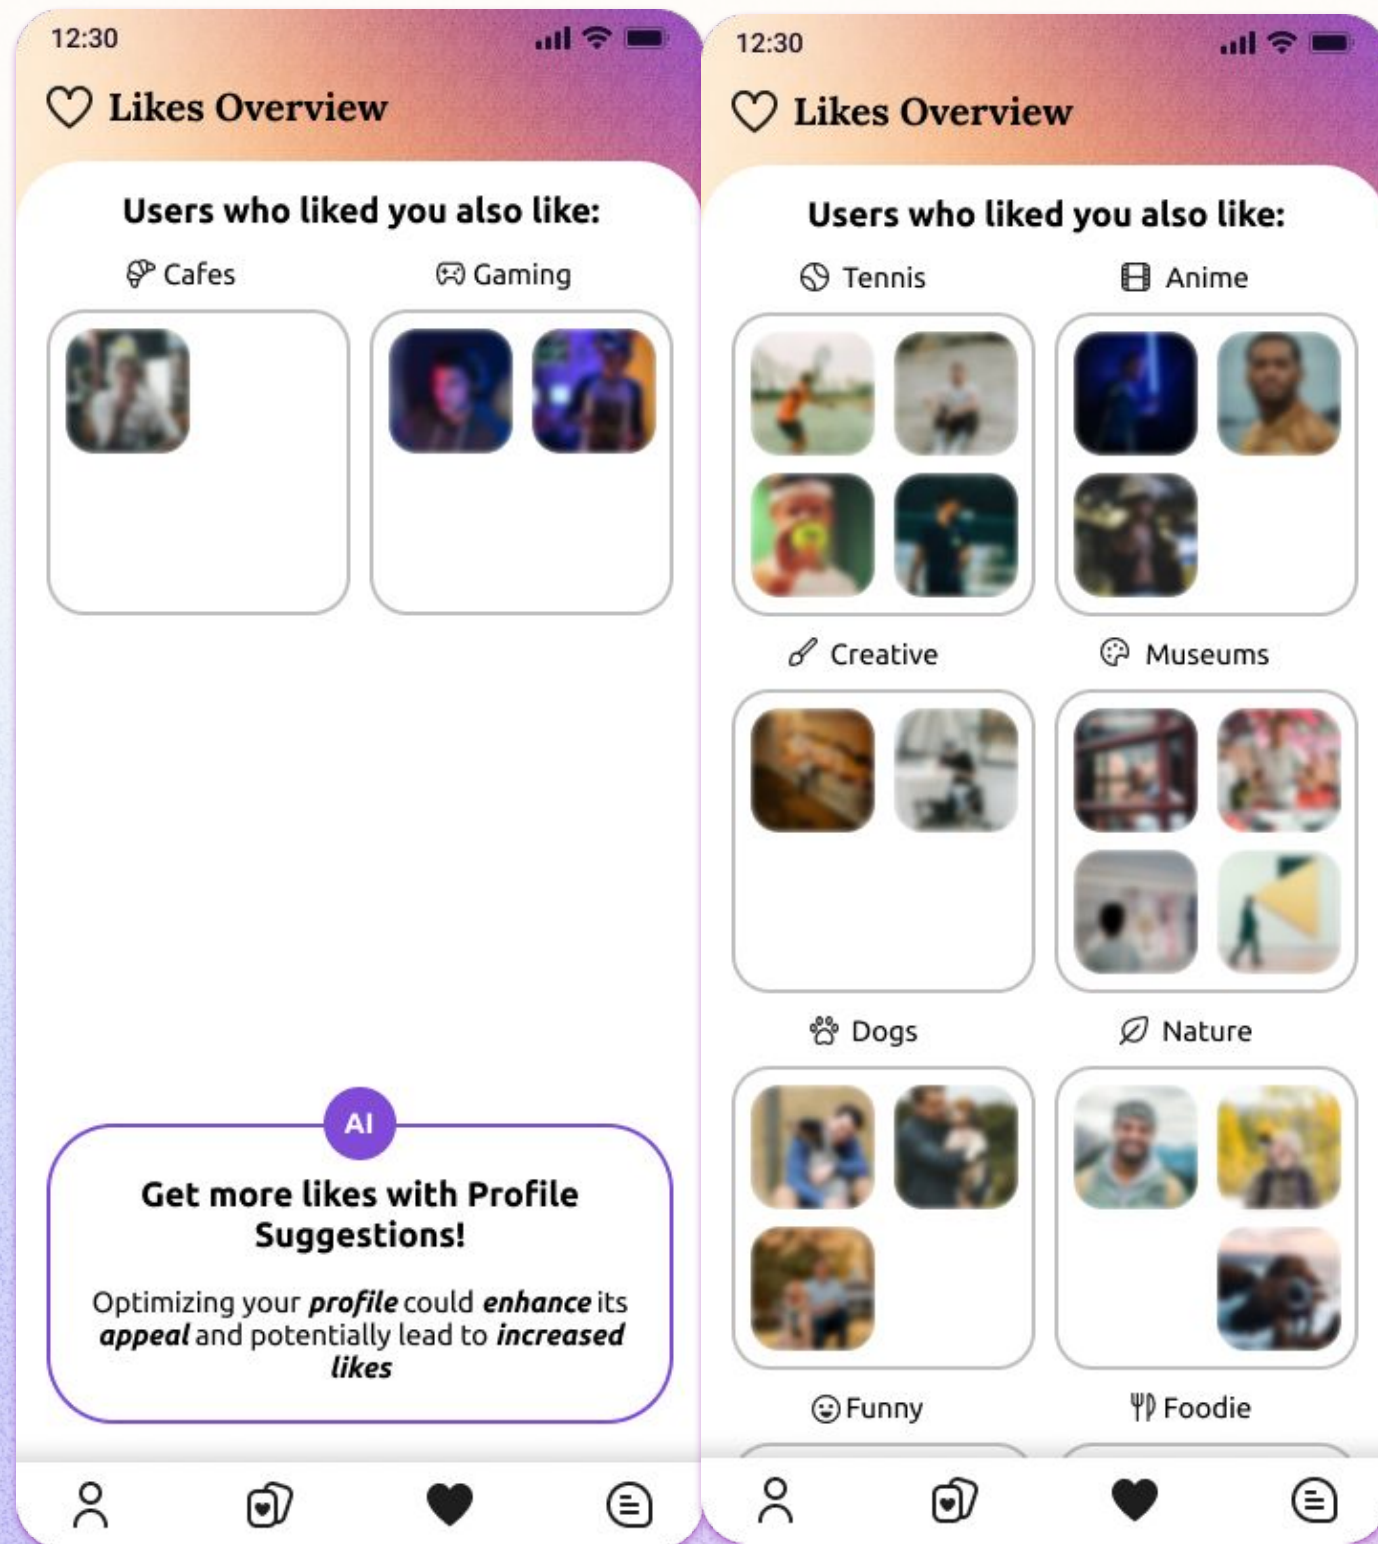 12:30
Likes Overview
Users who liked you also like:
Cafes
Gaming
AI
Get more likes with Profile
Suggestions!
Optimizing your profile could enhance its
appeal and potentially lead to increased
likes
12:30
Likes Overview
Users who liked you also like:
Tennis
Anime
Creative
Museums
Dogs
Nature
Funny
Foodie